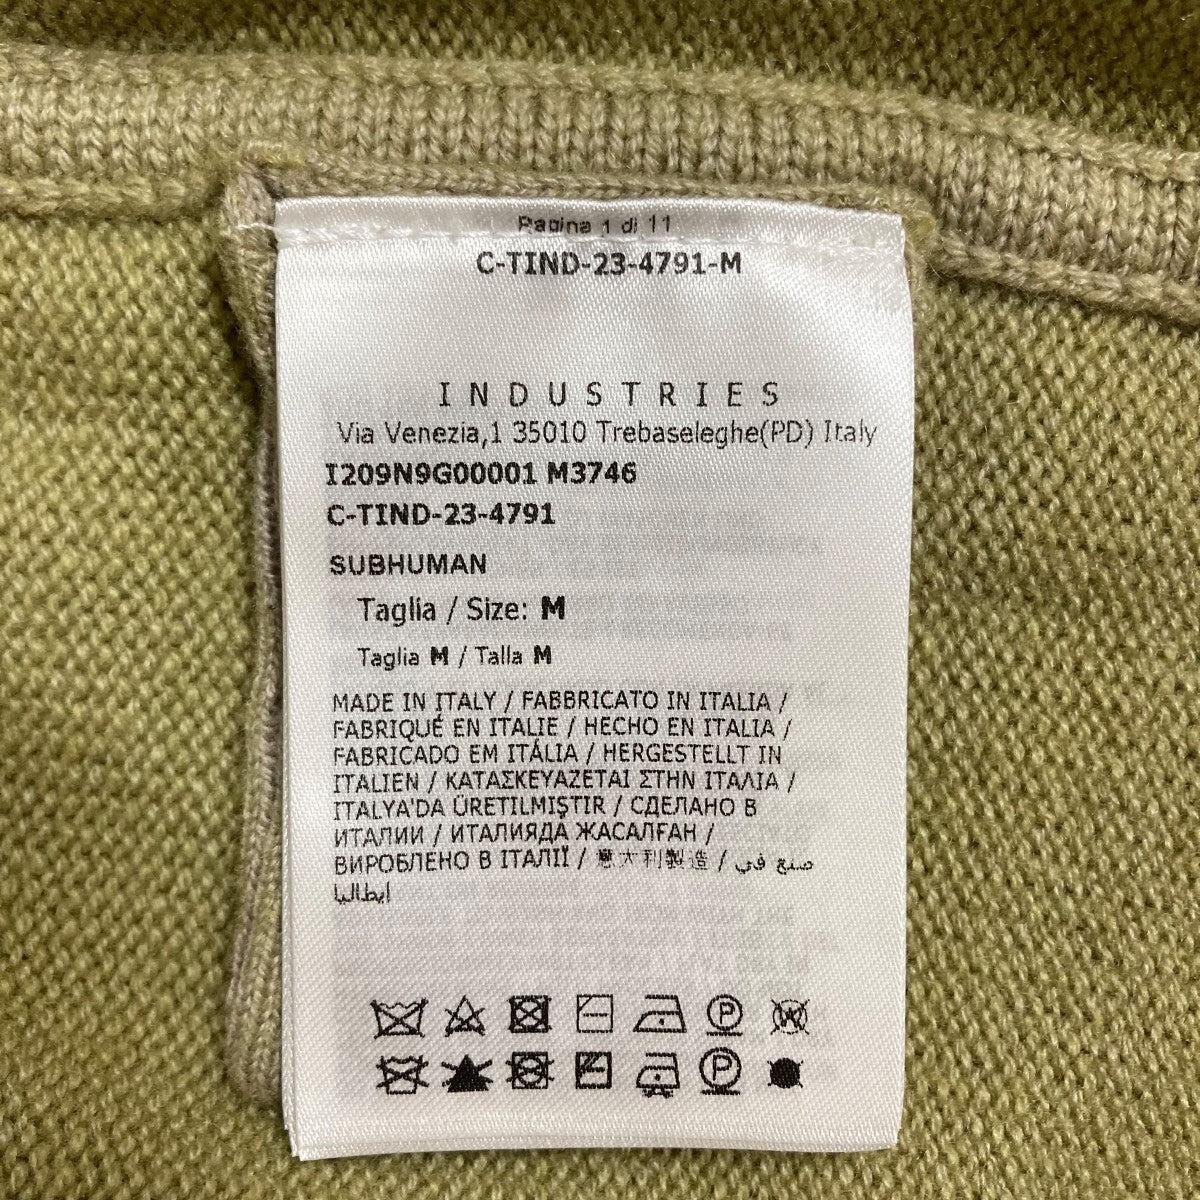 Pagina 1 di 11
C-TIND-23-4791-M
INDUSTRIES
Via Venezia,1 35010 Trebaseleghe(PD) Italy
I209N9G00001 M3746
C-TIND-23-4791
SUBHUMAN
Taglia / Size: M
Taglia M / Talla M
MADE IN ITALY / FABBRICATO IN ITALIA /
FABRIQUÉ EN ITALIE / HECHO EN ITALIA /
FABRICADO EM ITÁLIA / HERGESTELLT IN
ITALIEN / ΚΑΤΑΣΚΕΥΑΖΕΤΑΙ ΣΤΗΝ ΙΤΑΛΙΑ /
ITALYA'DA ÜRETILMIŞTIR / СДЕЛАНО В
ИТАЛИИ / ИТАЛИЯДА ЖАСАЛҒАН /
ВИРОБЛЕНО В ІТАЛІЇ / 意大利製造 / صنع في
إيطاليا
P W
P